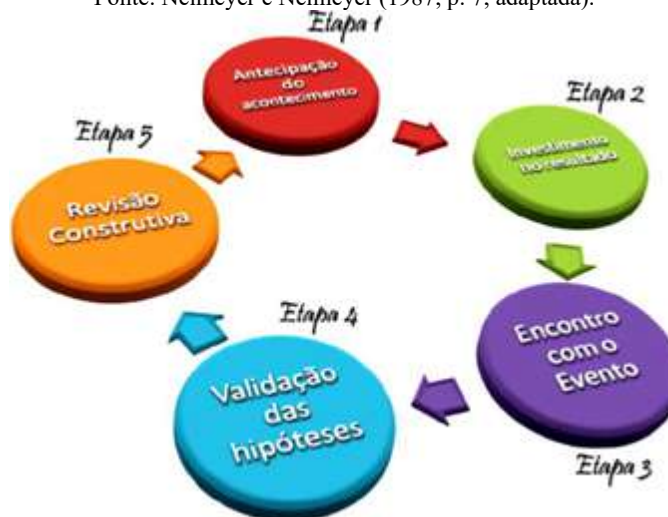 Fonte: Neimeyer e Neimeyer (1987, p. 7, adaptada).
Etapa 1
Antecipação
do
acontecimento
Etapa 2
Investimento
no resultado
Encontro
com o
Evento
Etapa 3
Etapa 4
Validação
das
hipóteses
Etapa 5
Revisão
Construtiva